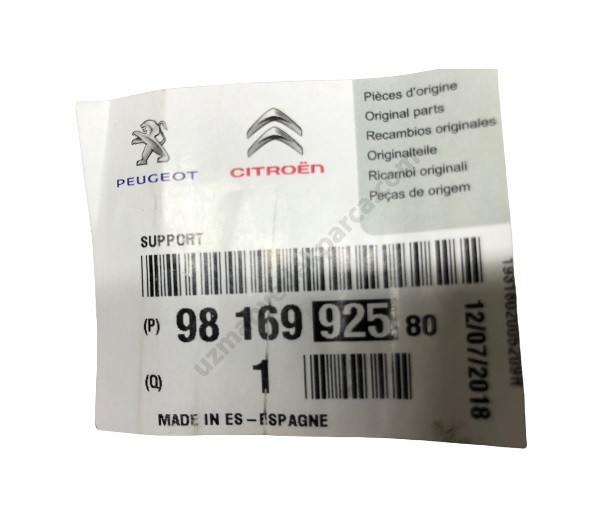 Pièces d'origine
Original parts
Recambios originales
Originalteile
Ricambi originali
Peças de origem
PEUGEOT
CITROËN
SUPPORT
(P) 98 169 925 80
(Q) 1
MADE IN ES-ESPAGNE
12/07/2018